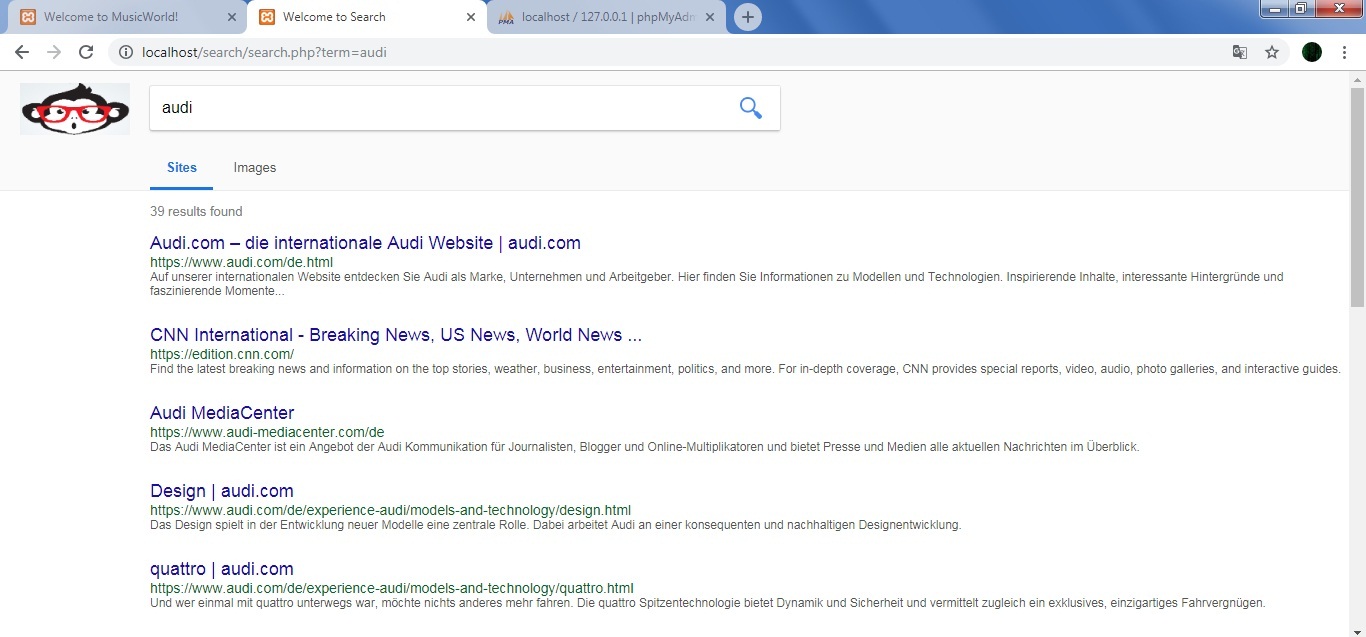 Welcome to MusicWorld!
Welcome to Search
localhost / 127.0.0.1 | phpMyAdm
localhost/search/search.php?term=audi
audi
Sites Images
39 results found
Audi.com – die internationale Audi Website | audi.com
https://www.audi.com/de.html
Auf unserer internationalen Website entdecken Sie Audi als Marke, Unternehmen und Arbeitgeber. Hier finden Sie Informationen zu Modellen und Technologien. Inspirierende Inhalte, interessante Hintergründe und
faszinierende Momente...
CNN International - Breaking News, US News, World News ...
https://edition.cnn.com/
Find the latest breaking news and information on the top stories, weather, business, entertainment, politics, and more. For in-depth coverage, CNN provides special reports, video, audio, photo galleries, and interactive guides.
Audi MediaCenter
https://www.audi-mediacenter.com/de
Das Audi MediaCenter ist ein Angebot der Audi Kommunikation für Journalisten, Blogger und Online-Multiplikatoren und bietet Presse und Medien alle aktuellen Nachrichten im Überblick.
Design | audi.com
https://www.audi.com/de/experience-audi/models-and-technology/design.html
Das Design spielt in der Entwicklung neuer Modelle eine zentrale Rolle. Dabei arbeitet Audi an einer konsequenten und nachhaltigen Designentwicklung.
quattro | audi.com
https://www.audi.com/de/experience-audi/models-and-technology/quattro.html
Und wer einmal mit quattro unterwegs war, möchte nichts anderes mehr fahren. Die quattro Spitzentechnologie bietet Dynamik und Sicherheit und vermittelt zugleich ein exklusives, einzigartiges Fahrvergnügen.